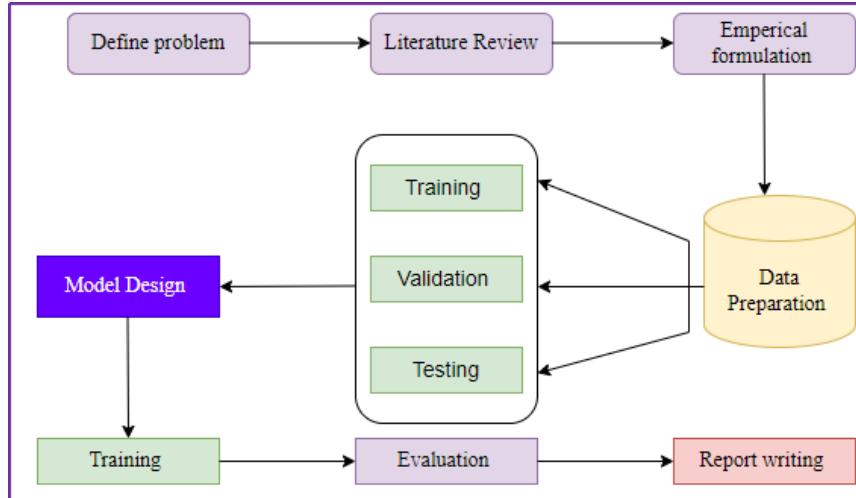 Define problem
Literature Review
Emperical
formulation
Training
Validation
Testing
Data
Preparation
Model Design
Training
Evaluation
Report writing